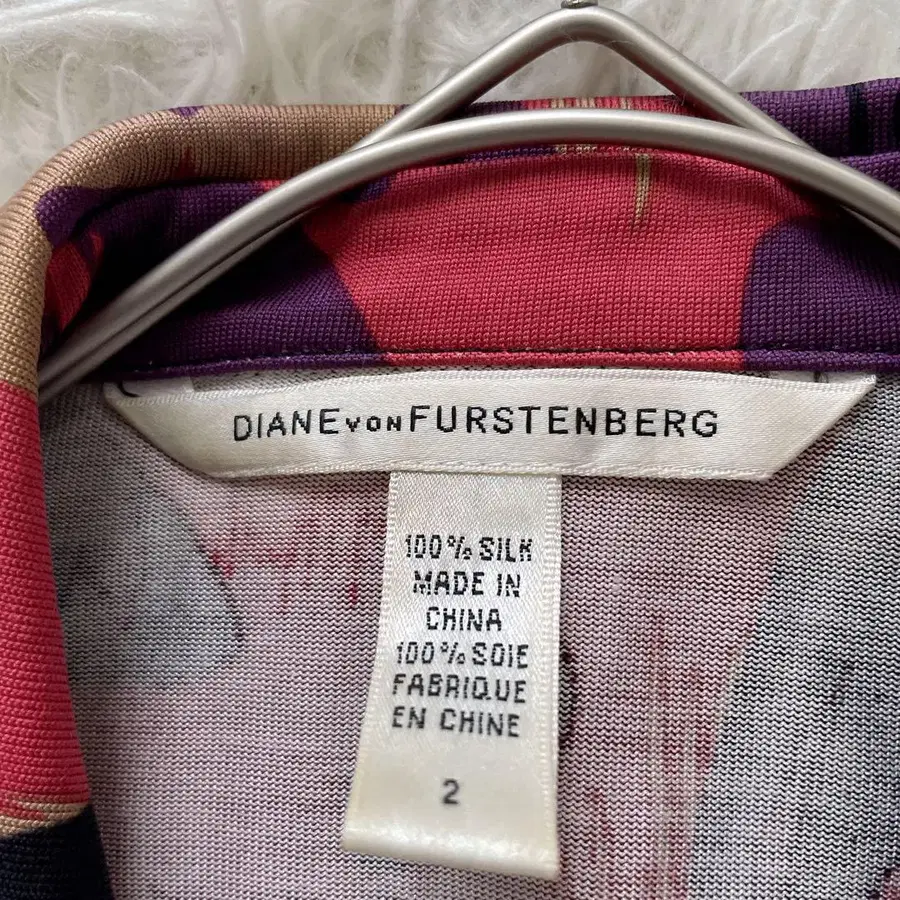 DIANE von FURSTENBERG
100% SILK
MADE IN
CHINA
100% SOIE
FABRIQUE
EN CHINE
2